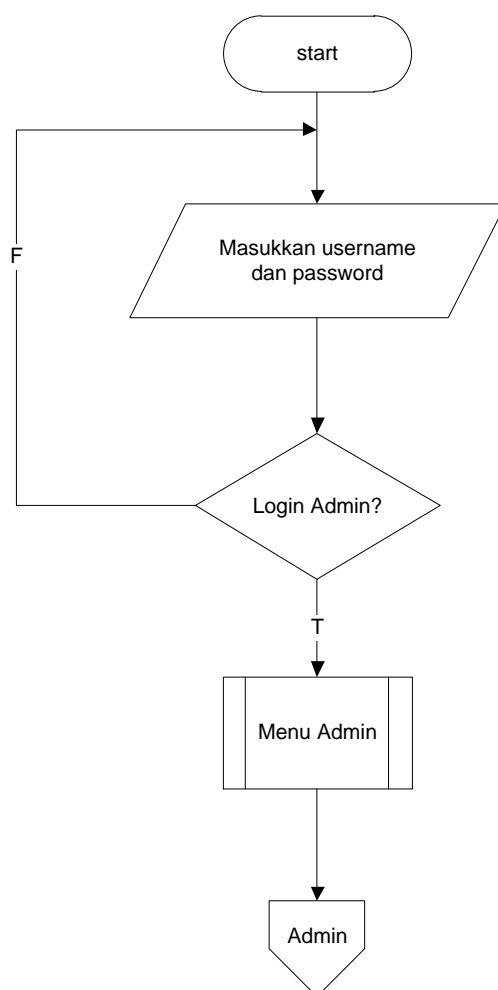 start
F
Masukkan username
dan password
Login Admin?
T
Menu Admin
Admin